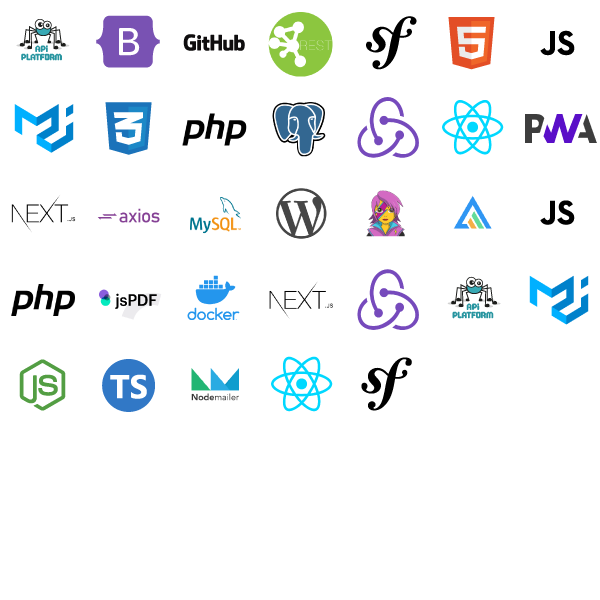 API PLATFORM B GitHub REST sf 5 JS
3 php PWA
NEXT.JS axios MySQL W JS
php jsPDF docker NEXT.JS API PLATFORM
JS TS Nodemailer sf